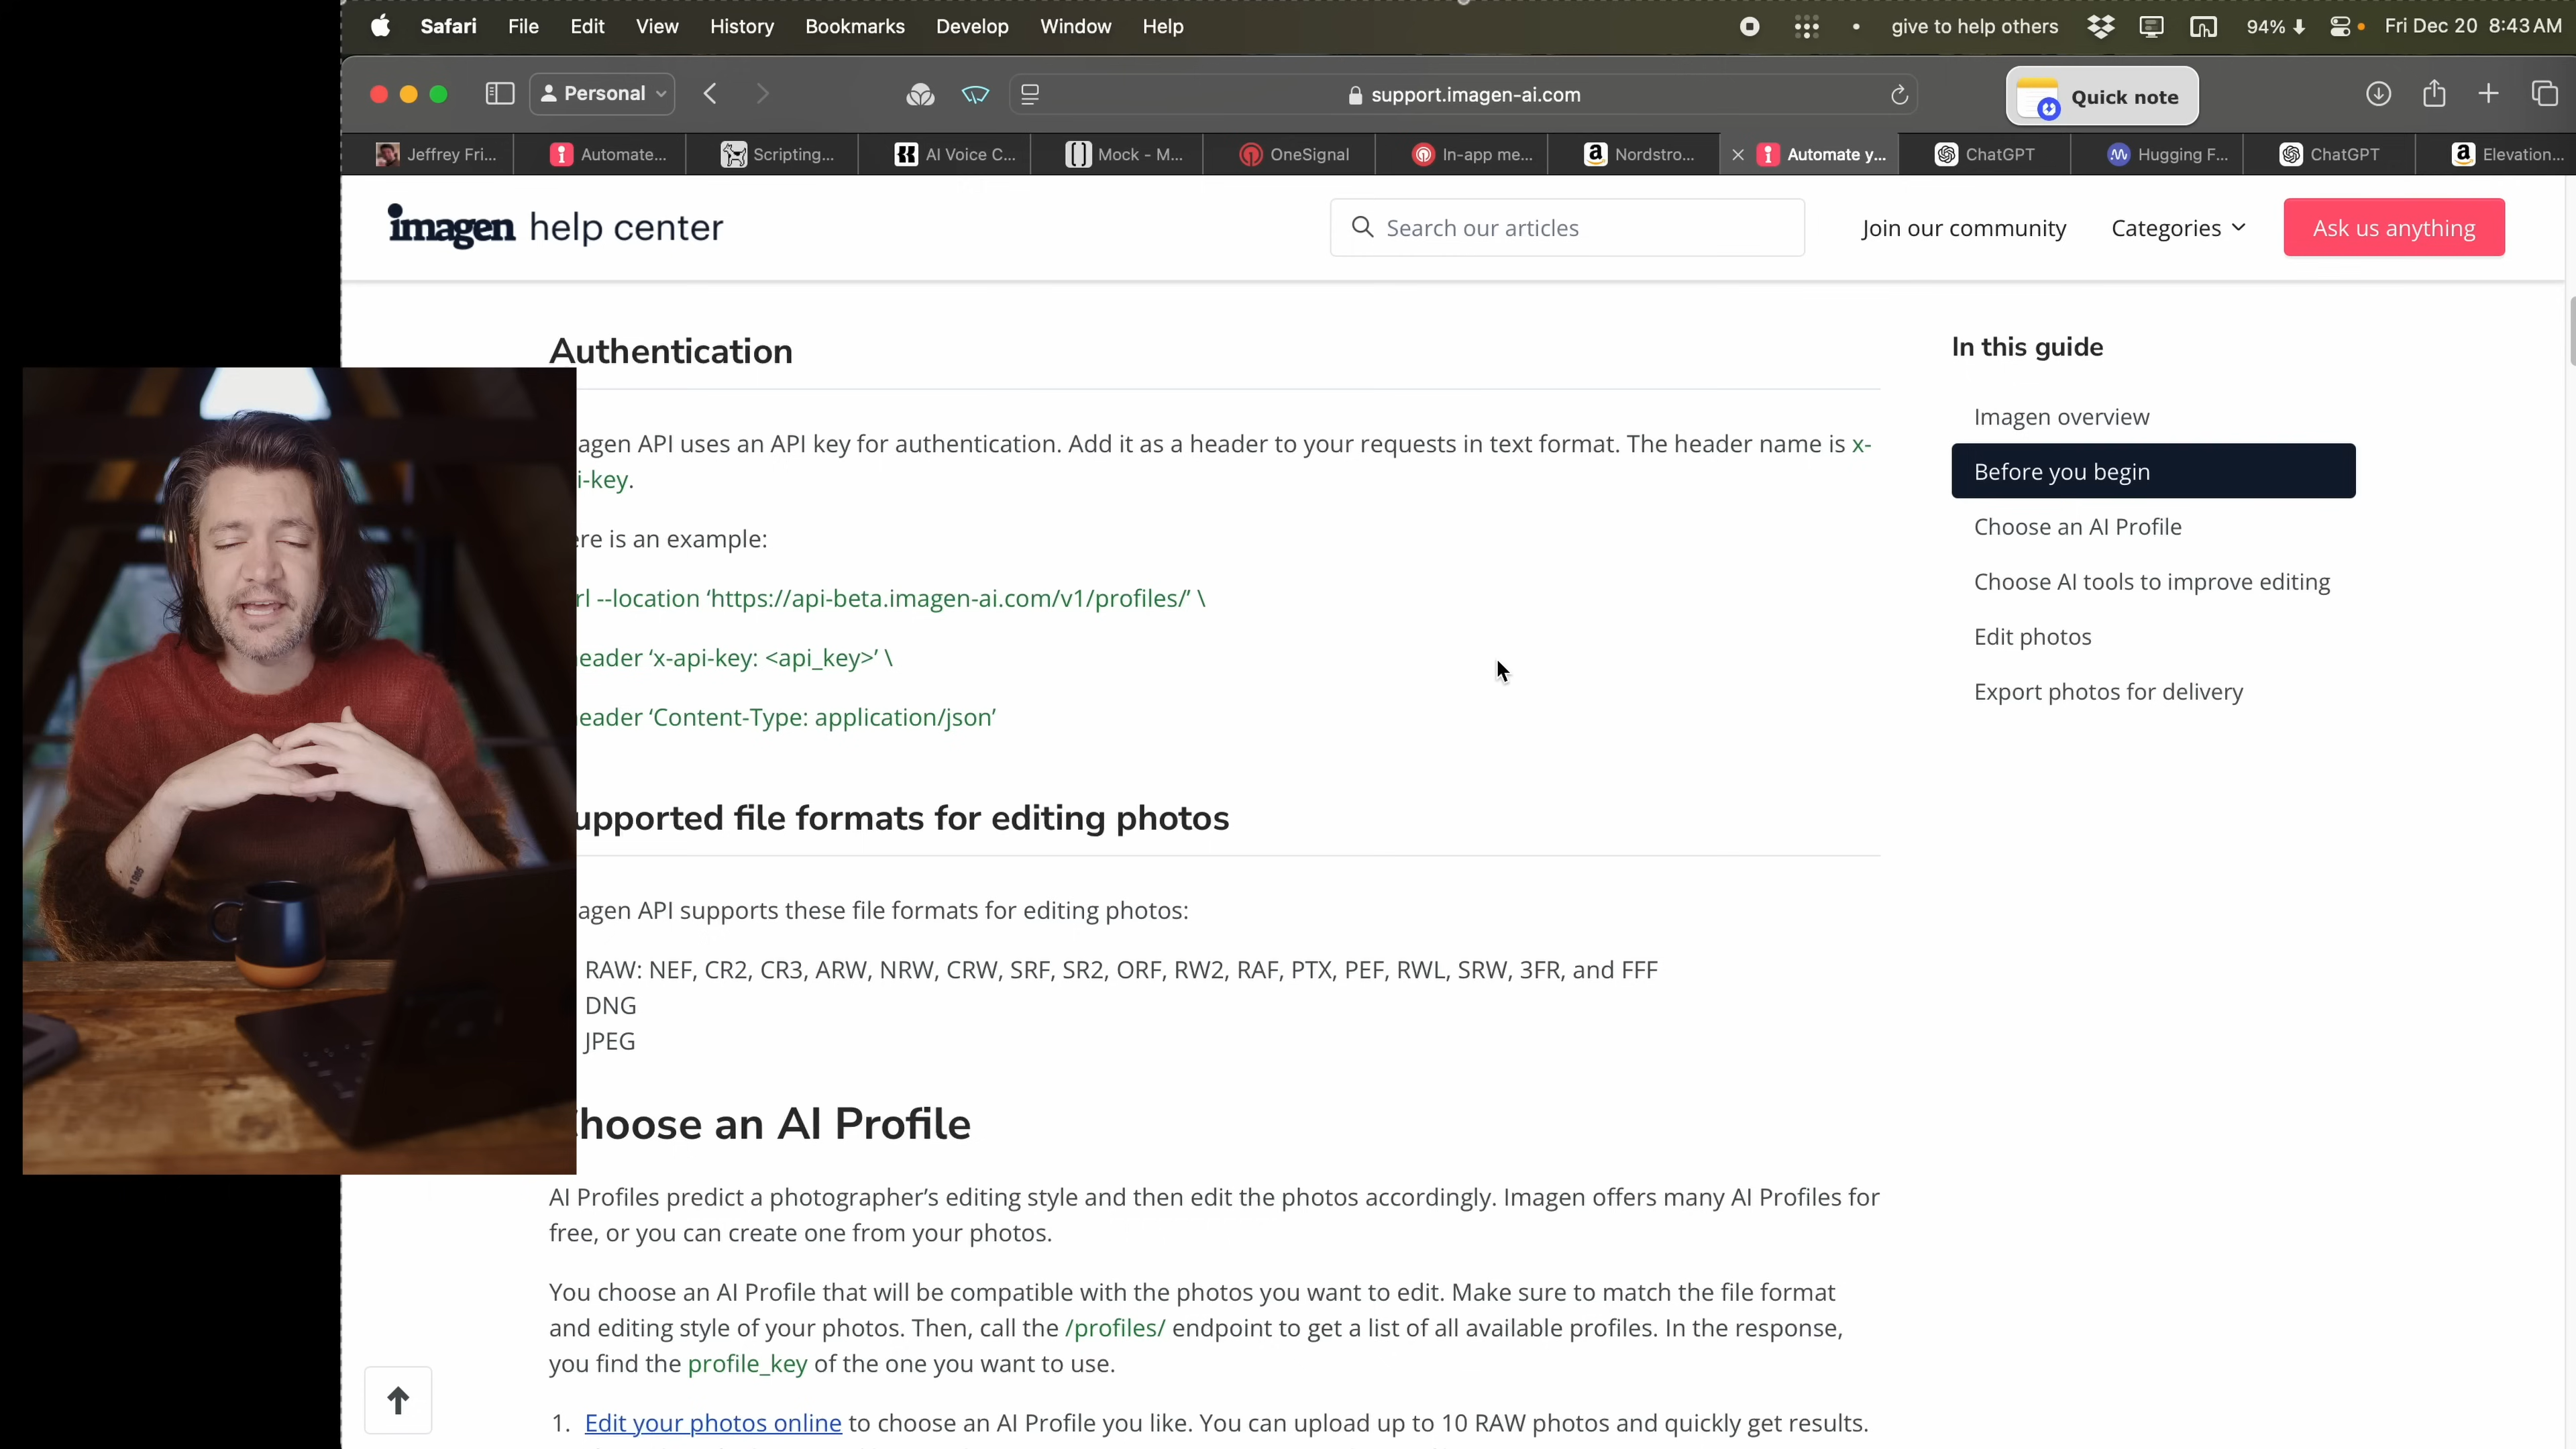 Safari File Edit View History Bookmarks Develop Window Help give to help others 94% Fri Dec 20 8:43 AM
Personal support.imagen-ai.com Quick note
Jeffrey Fri... Automate... Scripting... AI Voice C... Mock - M... OneSignal In-app me... Nordstro... Automate y... ChatGPT Hugging F... ChatGPT Elevation...
imagen help center Search our articles Join our community Categories Ask us anything
Authentication
agen API uses an API key for authentication. Add it as a header to your requests in text format. The header name is x-
i-key.
ere is an example:
rl --location ‘https://api-beta.imagen-ai.com/v1/profiles/’ \
eader ‘x-api-key: <api_key>’ \
eader ‘Content-Type: application/json’
upported file formats for editing photos
agen API supports these file formats for editing photos:
RAW: NEF, CR2, CR3, ARW, NRW, CRW, SRF, SR2, ORF, RW2, RAF, PTX, PEF, RWL, SRW, 3FR, and FFF
DNG
JPEG
hoose an AI Profile
AI Profiles predict a photographer’s editing style and then edit the photos accordingly. Imagen offers many AI Profiles for
free, or you can create one from your photos.
You choose an AI Profile that will be compatible with the photos you want to edit. Make sure to match the file format
and editing style of your photos. Then, call the /profiles/ endpoint to get a list of all available profiles. In the response,
you find the profile_key of the one you want to use.
1. Edit your photos online to choose an AI Profile you like. You can upload up to 10 RAW photos and quickly get results.
In this guide
Imagen overview
Before you begin
Choose an AI Profile
Choose AI tools to improve editing
Edit photos
Export photos for delivery